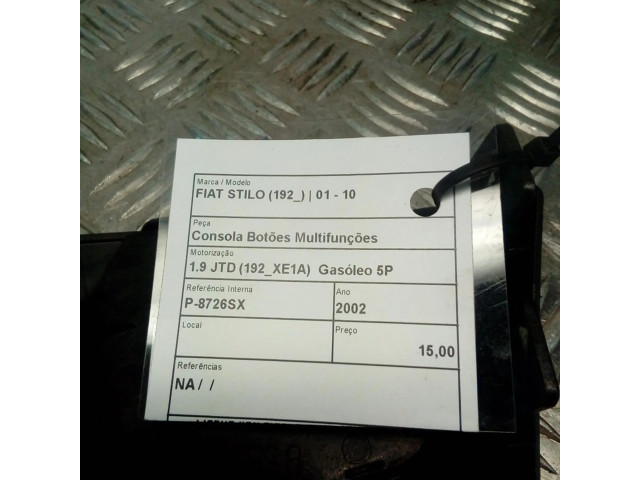 Marca / Modelo
FIAT STILO (192_) | 01 - 10
Peça
Consola Botões Multifunções
Motorização
1.9 JTD (192_XE1A) Gasóleo 5P
Referência Interna
P-8726SX
Ano
2002
Local
Preço
15,00
Referências
NA / /